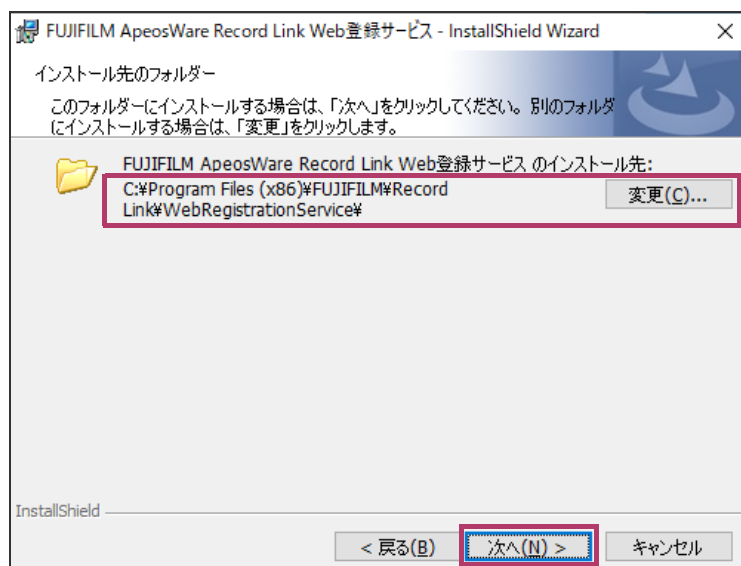 FUJIFILM ApeosWare Record Link Web登録サービス - InstallShield Wizard
インストール先のフォルダー
このフォルダーにインストールする場合は、「次へ」をクリックしてください。別のフォルダ
にインストールする場合は、「変更」をクリックします。
FUJIFILM ApeosWare Record Link Web登録サービス のインストール先:
C:¥Program Files (x86)¥FUJIFILM¥Record
Link¥WebRegistrationService¥
変更(C)...
InstallShield
< 戻る(B)
次へ(N) >
キャンセル